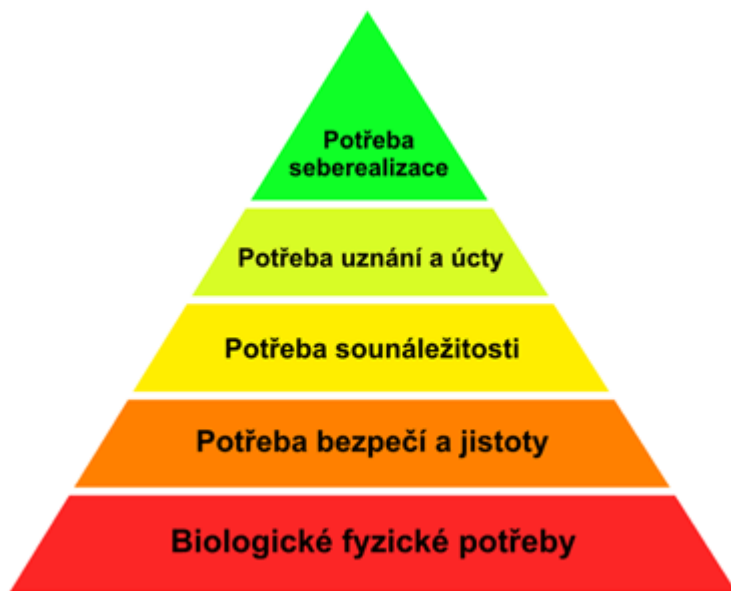 Potřeba
seberealizace
Potřeba uznání a úcty
Potřeba sounáležitosti
Potřeba bezpečí a jistoty
Biologické fyzické potřeby